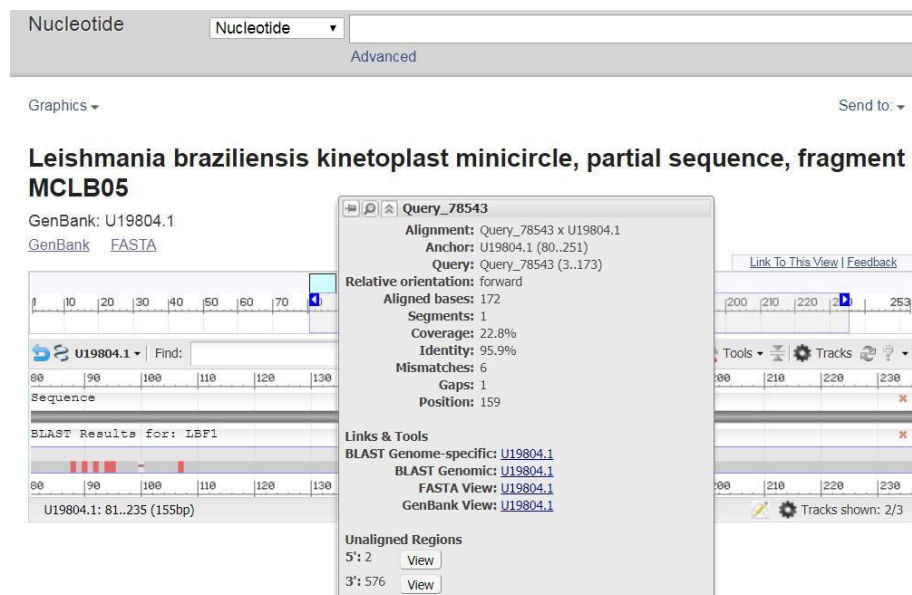 Nucleotide
Nucleotide
Advanced
Graphics
Send to:
Leishmania braziliensis kinetoplast minicircle, partial sequence, fragment
MCLB05
GenBank: U19804.1
GenBank FASTA
Link To This View | Feedback
1 10 20 30 40 50 60 70
200 210 220 253
U19804.1 Find:
Tools Tracks ?
80 90 100 110 120 130
210 220 230
Sequence
BLAST Results for: LBF1
80 90 100 110 120 130
210 220 230
U19804.1: 81..235 (155bp)
Tracks shown: 2/3
Query_78543
Alignment: Query_78543 x U19804.1
Anchor: U19804.1 (80..251)
Query: Query_78543 (3..173)
Relative orientation: forward
Aligned bases: 172
Segments: 1
Coverage: 22.8%
Identity: 95.9%
Mismatches: 6
Gaps: 1
Position: 159
Links & Tools
BLAST Genome-specific: U19804.1
BLAST Genomic: U19804.1
FASTA View: U19804.1
GenBank View: U19804.1
Unaligned Regions
5': 2 View
3': 576 View